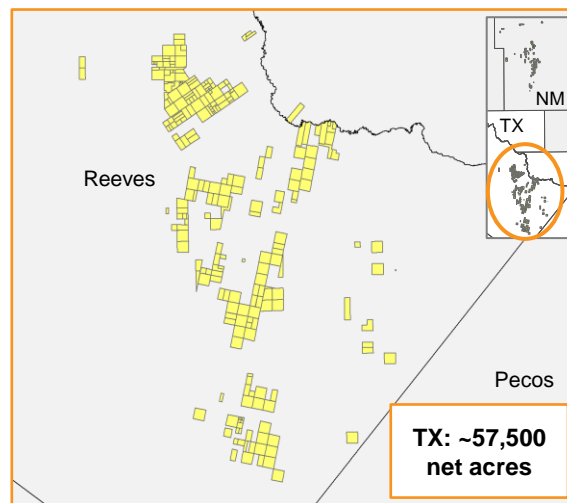 NM
TX
Reeves
Pecos
TX: ~57,500
net acres